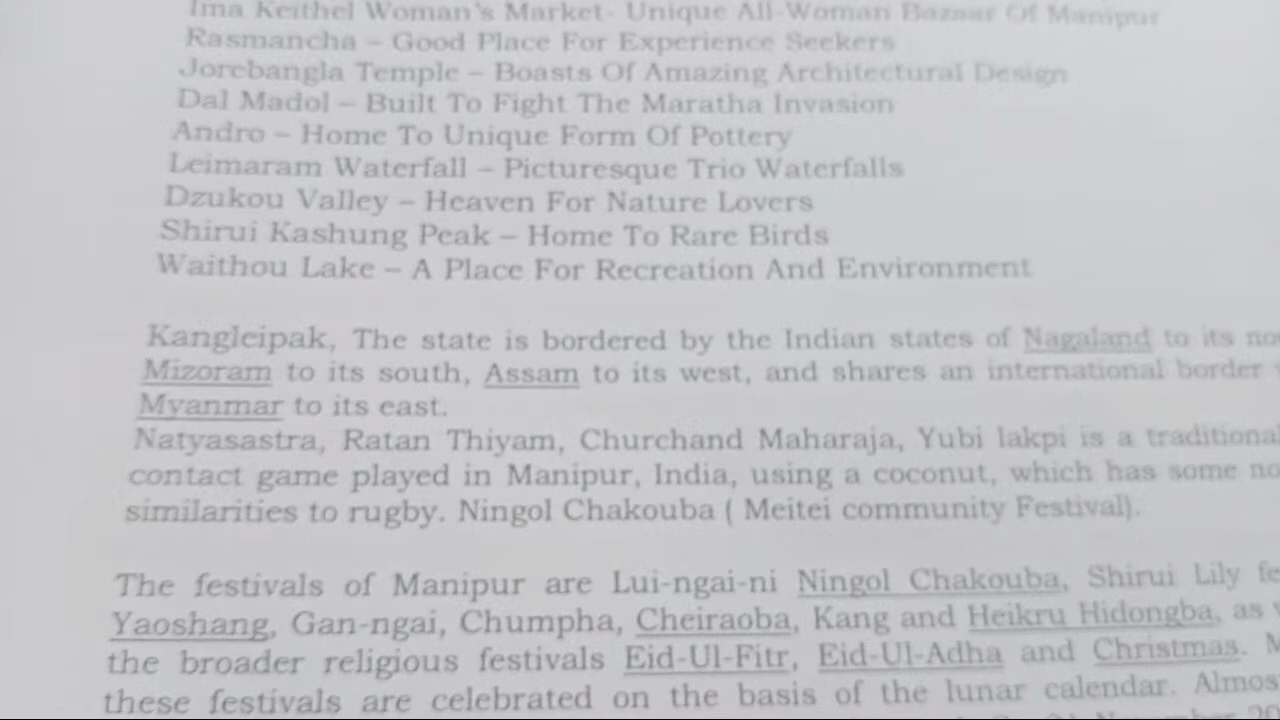 Ima Keithel Woman's Market- Unique All-Woman Bazaar Of Manipur
Rasmancha – Good Place For Experience Seekers
Jorebangla Temple – Boasts Of Amazing Architectural Design
Dal Madol – Built To Fight The Maratha Invasion
Andro – Home To Unique Form Of Pottery
Leimaram Waterfall – Picturesque Trio Waterfalls
Dzukou Valley – Heaven For Nature Lovers
Shirui Kashung Peak – Home To Rare Birds
Waithou Lake – A Place For Recreation And Environment
Kangleipak, The state is bordered by the Indian states of Nagaland to its
Mizoram to its south, Assam to its west, and shares an international border
Myanmar to its east.
Natyasastra, Ratan Thiyam, Churchand Maharaja, Yubi lakpi is a traditional
contact game played in Manipur, India, using a coconut, which has some
similarities to rugby. Ningol Chakouba ( Meitei community Festival).
The festivals of Manipur are Lui-ngai-ni Ningol Chakouba, Shirui Lily
Yaoshang, Gan-ngai, Chumpha, Cheiraoba, Kang and Heikru Hidongba, as
the broader religious festivals Eid-Ul-Fitr, Eid-Ul-Adha and Christmas.
these festivals are celebrated on the basis of the lunar calendar.